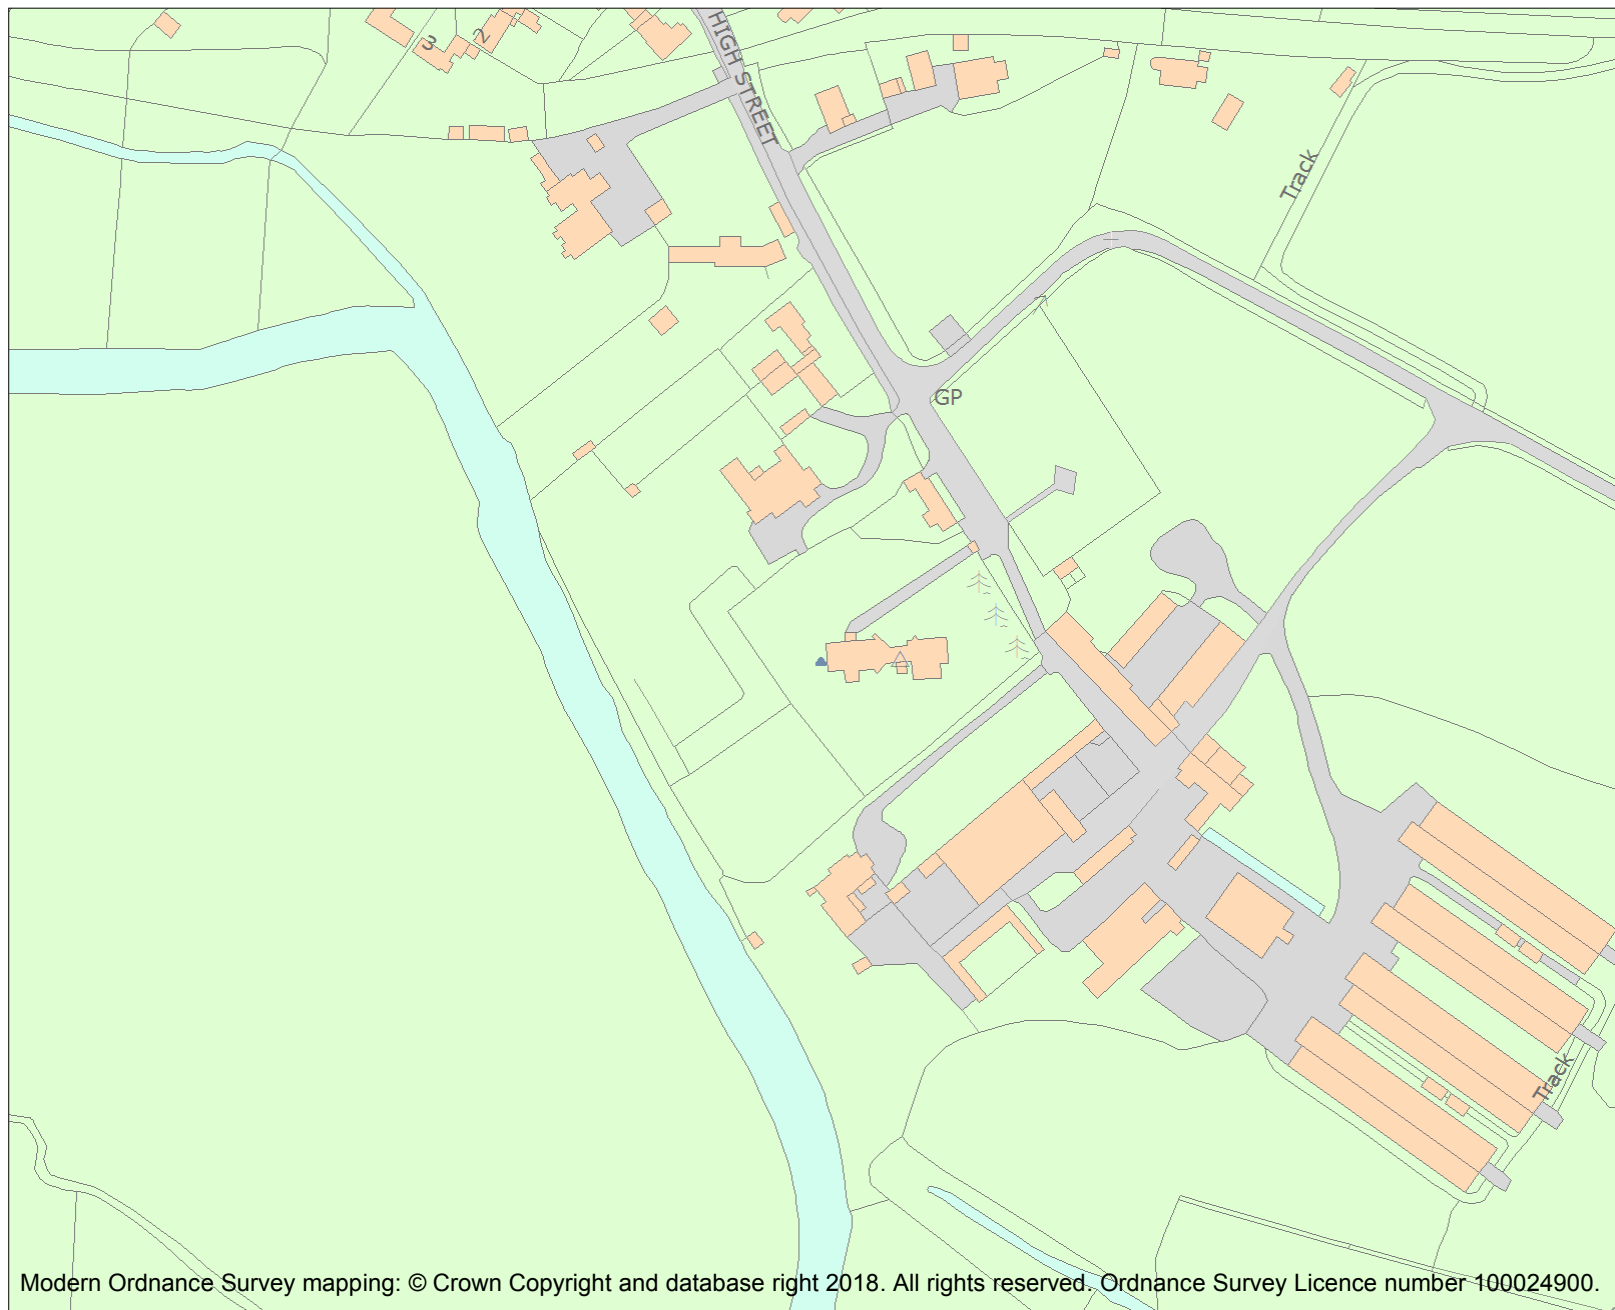 3
2
HIGH STREET
Track
GP
Track
Modern Ordnance Survey mapping: © Crown Copyright and database right 2018. All rights reserved. Ordnance Survey Licence number 100024900.